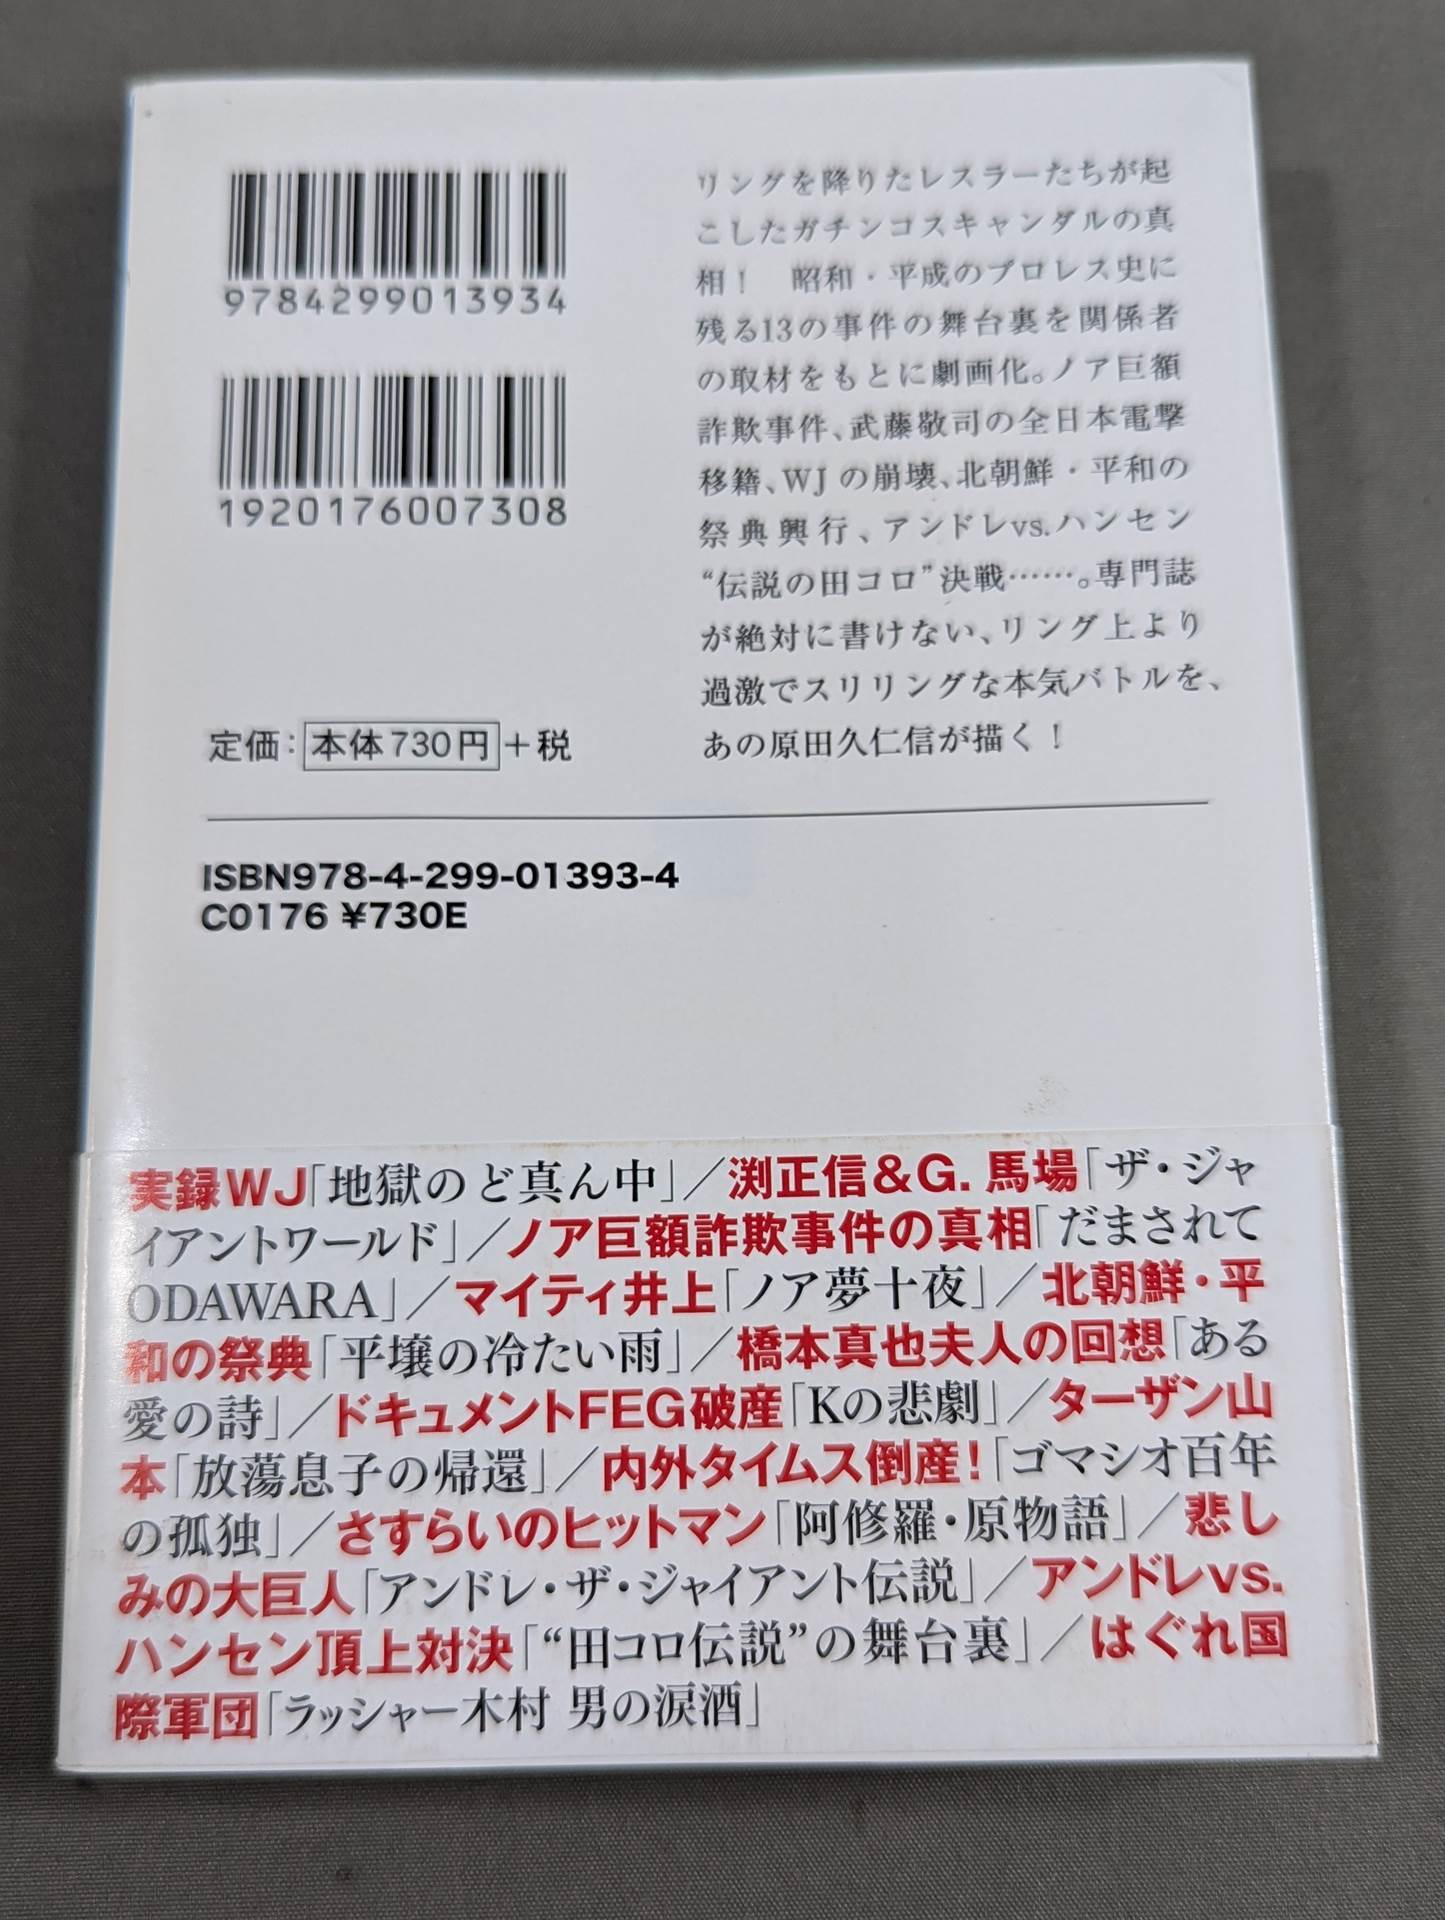 9784299013934
1920176007308
定価：本体730円＋税
リングを降りたレスラーたちが起
こしたガチンコスキャンダルの真
相！　昭和・平成のプロレス史に
残る13の事件の舞台裏を関係者
の取材をもとに劇画化。ノア巨額
詐欺事件、武藤敬司の全日本電撃
移籍、WJの崩壊、北朝鮮・平和の
祭典興行、アンドレvs.ハンセン
“伝説の田コロ”決戦……。専門誌
が絶対に書けない、リング上より
過激でスリリングな本気バトルを、
あの原田久仁信が描く！
ISBN978-4-299-01393-4
C0176 ¥730E
実録WJ「地獄のど真ん中」／渕正信＆G. 馬場「ザ・ジャ
イアントワールド」／ノア巨額詐欺事件の真相「だまされて
ODAWARA」／マイティ井上「ノア夢十夜」／北朝鮮・平
和の祭典「平壌の冷たい雨」／橋本真也夫人の回想「ある
愛の詩」／ドキュメントFEG破産「Kの悲劇」／ターザン山
本「放蕩息子の帰還」／内外タイムス倒産！「ゴマシオ百年
の孤独」／さすらいのヒットマン「阿修羅・原物語」／悲し
みの大巨人「アンドレ・ザ・ジャイアント伝説」／アンドレvs.
ハンセン頂上対決「“田コロ伝説”の舞台裏」／はぐれ国
際軍団「ラッシャー木村 男の涙酒」